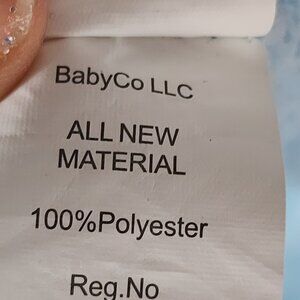 BabyCo LLC
ALL NEW
MATERIAL
100%Polyester
Reg.No